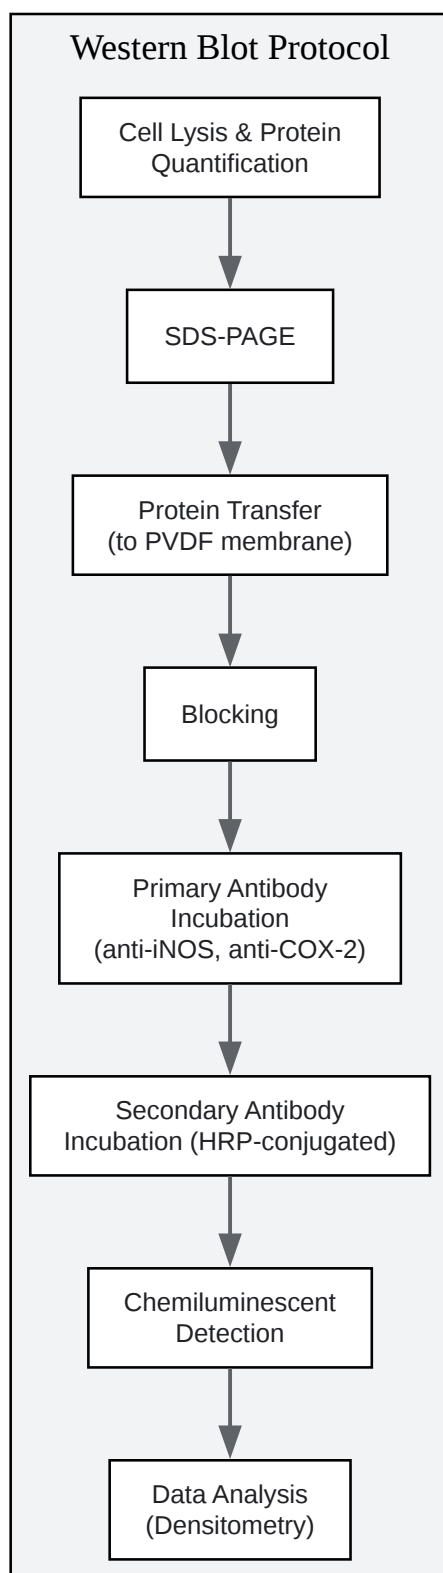 Western Blot Protocol
Cell Lysis & Protein
Quantification
SDS-PAGE
Protein Transfer
(to PVDF membrane)
Blocking
Primary Antibody
Incubation
(anti-iNOS, anti-COX-2)
Secondary Antibody
Incubation (HRP-conjugated)
Chemiluminescent
Detection
Data Analysis
(Densitometry)